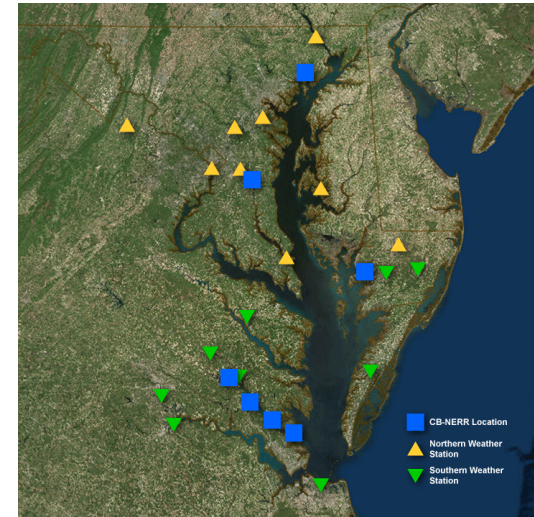 CB-NERR Location
Northern Weather
Station
Southern Weather
Station